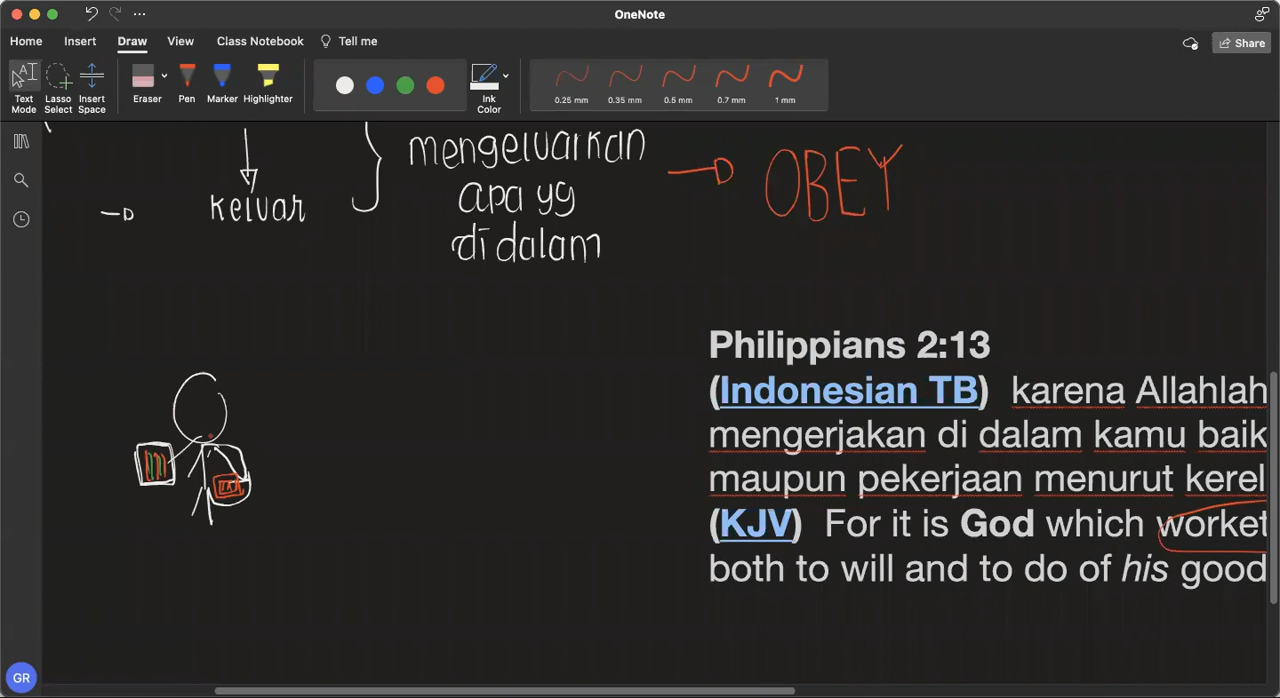 OneNote
Home Insert Draw View Class Notebook Tell me
Share
Text Mode
Lasso Select
Insert Space
Eraser
Pen
Marker
Highlighter
Ink Color
0.25 mm
0.35 mm
0.5 mm
0.7 mm
1 mm
mengeluarkan
apa yg
di dalam
keluar
OBEY
Philippians 2:13
(Indonesian TB) karena Allahlah
mengerjakan di dalam kamu baik
maupun pekerjaan menurut kerel
(KJV) For it is God which worket
both to will and to do of his good
GR